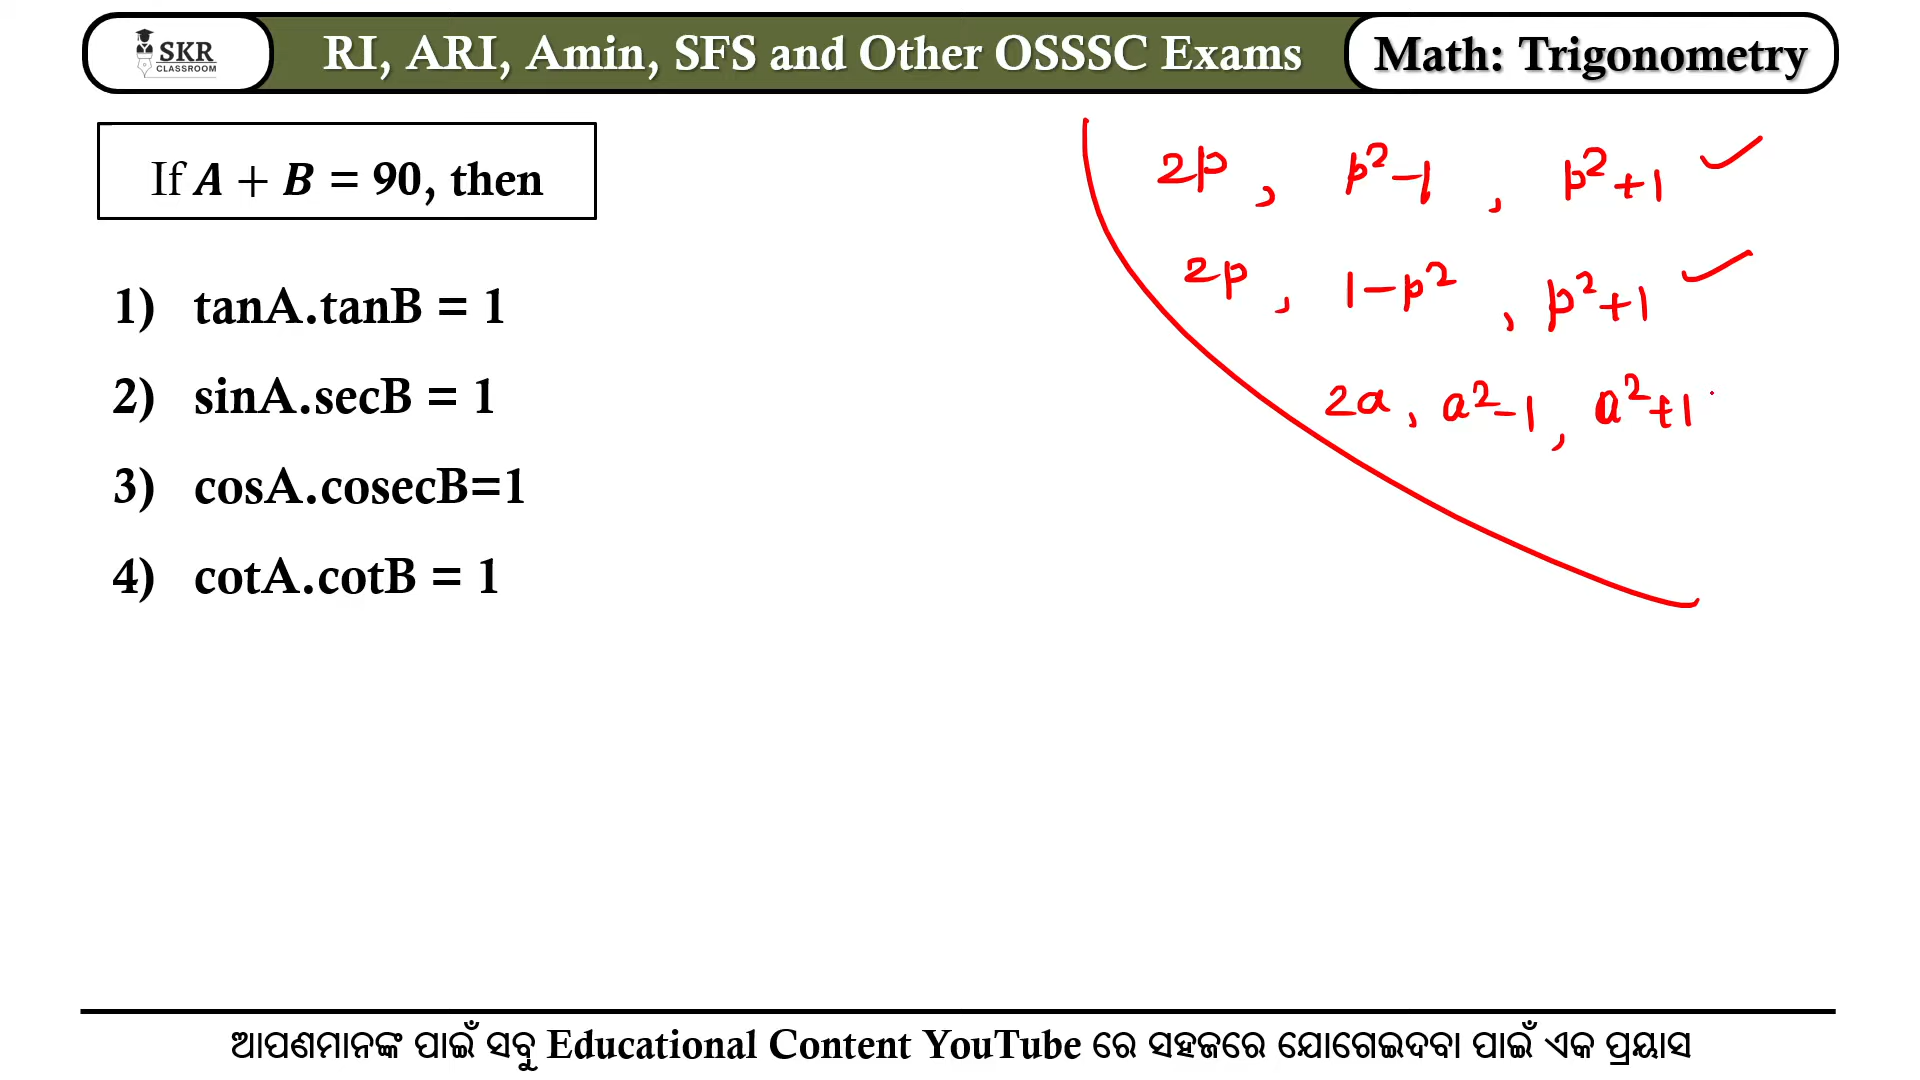 SKR
CLASSROOM
RI, ARI, Amin, SFS and Other OSSSC Exams
Math: Trigonometry
If A + B = 90, then
1) tanA.tanB = 1
2) sinA.secB = 1
3) cosA.cosecB=1
4) cotA.cotB = 1
2p , p²-1 , p²+1 ✓
2p , 1-p² , p²+1 ✓
2a , a²-1 , a²+1
ଆପଣମାନଙ୍କ ପାଇଁ ସବୁ Educational Content YouTube ରେ ସହଜରେ ଯୋଗେଇଦବା ପାଇଁ ଏକ ପ୍ରୟାସ